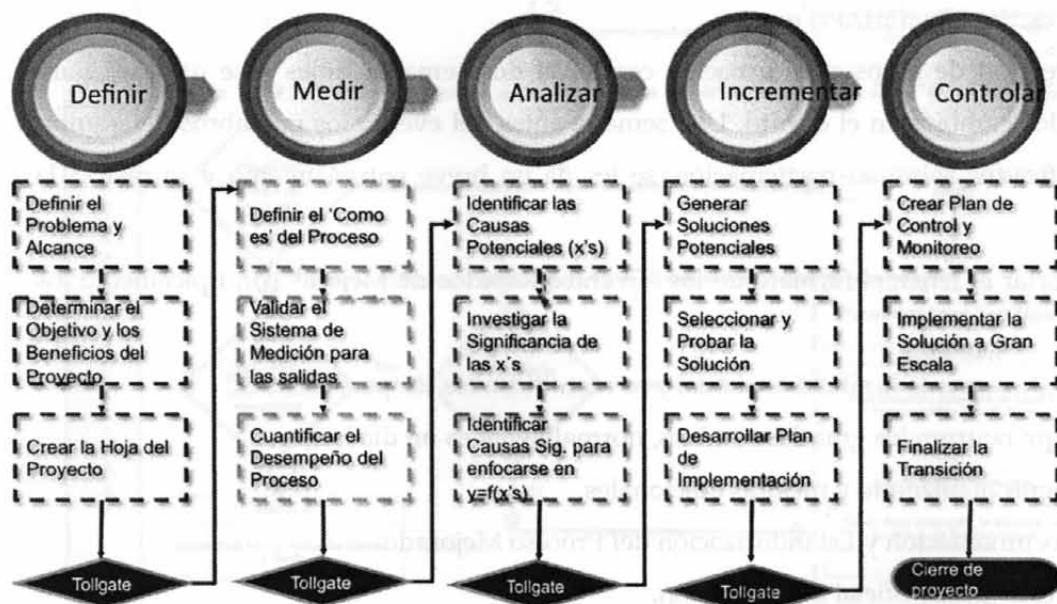 Definir
Medir
Analizar
Incrementar
Controlar
Definir el
Problema y
Alcance
Determinar el
Objetivo y los
Beneficios del
Proyecto
Crear la Hoja del
Proyecto
Tollgate
Definir el 'Como
es' del Proceso
Validar el
Sistema de
Medición para
las salidas
Cuantificar el
Desempeño del
Proceso
Tollgate
Identificar las
Causas
Potenciales (x's)
Investigar la
Significancia de
las x´s
Identificar
Causas Sig. para
enfocarse en
y=f(x's)
Tollgate
Generar
Soluciones
Potenciales
Seleccionar y
Probar la
Solución
Desarrollar Plan
de
Implementación
Tollgate
Crear Plan de
Control y
Monitoreo
Implementar la
Solución a Gran
Escala
Finalizar la
Transición
Cierre de
proyecto